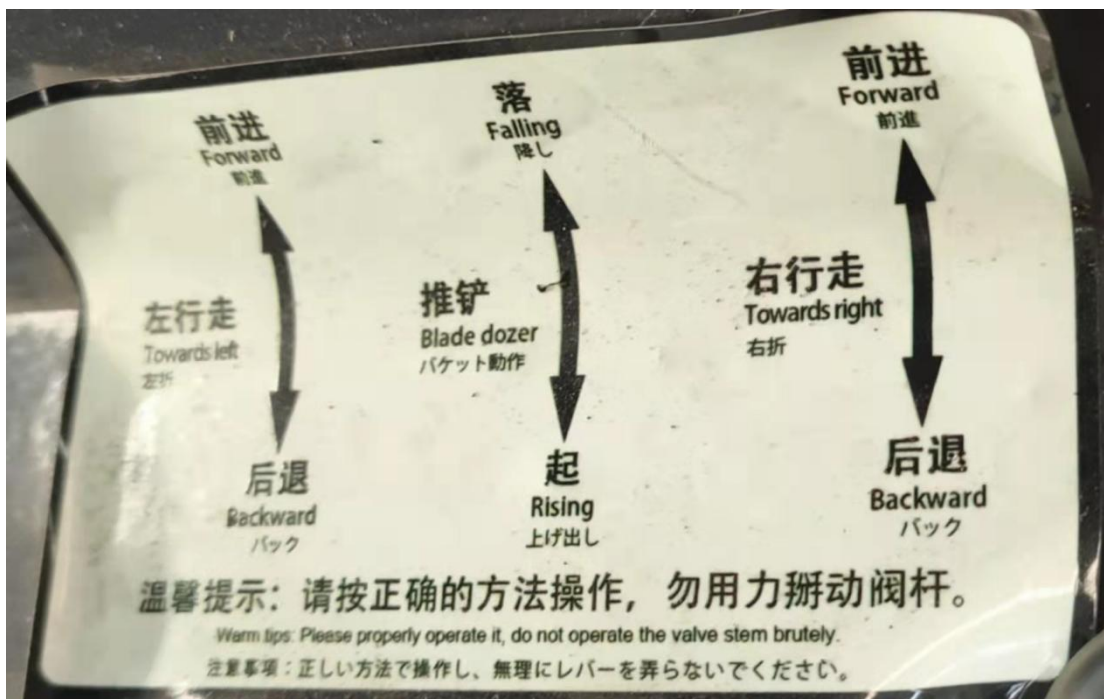 前进
Forward
前進
左行走
Towards left
左折
后退
Backward
バック
落
Falling
降し
推铲
Blade dozer
バケット動作
起
Rising
上げ出し
前进
Forward
前進
右行走
Towards right
右折
后退
Backward
バック
温馨提示：请按正确的方法操作，勿用力掰动阀杆。
Warm tips: Please properly operate it, do not operate the valve stem brutely.
注意事項：正しい方法で操作し、無理にレバーを弄らないでください。